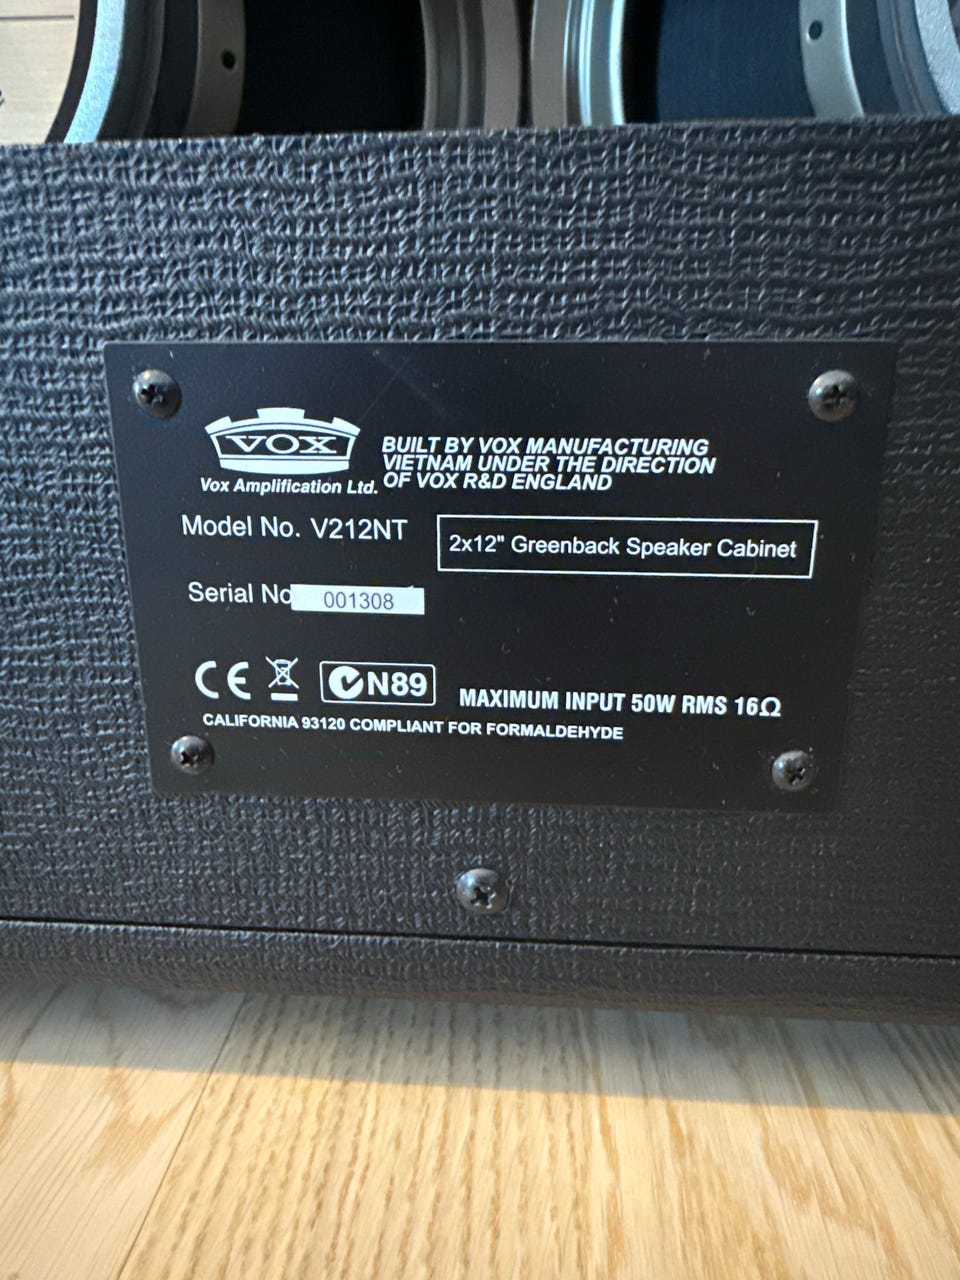 VOX
Vox Amplification Ltd.
BUILT BY VOX MANUFACTURING
VIETNAM UNDER THE DIRECTION
OF VOX R&D ENGLAND
Model No. V212NT
2x12" Greenback Speaker Cabinet
Serial No
001308
CE
N89
MAXIMUM INPUT 50W RMS 16Ω
CALIFORNIA 93120 COMPLIANT FOR FORMALDEHYDE